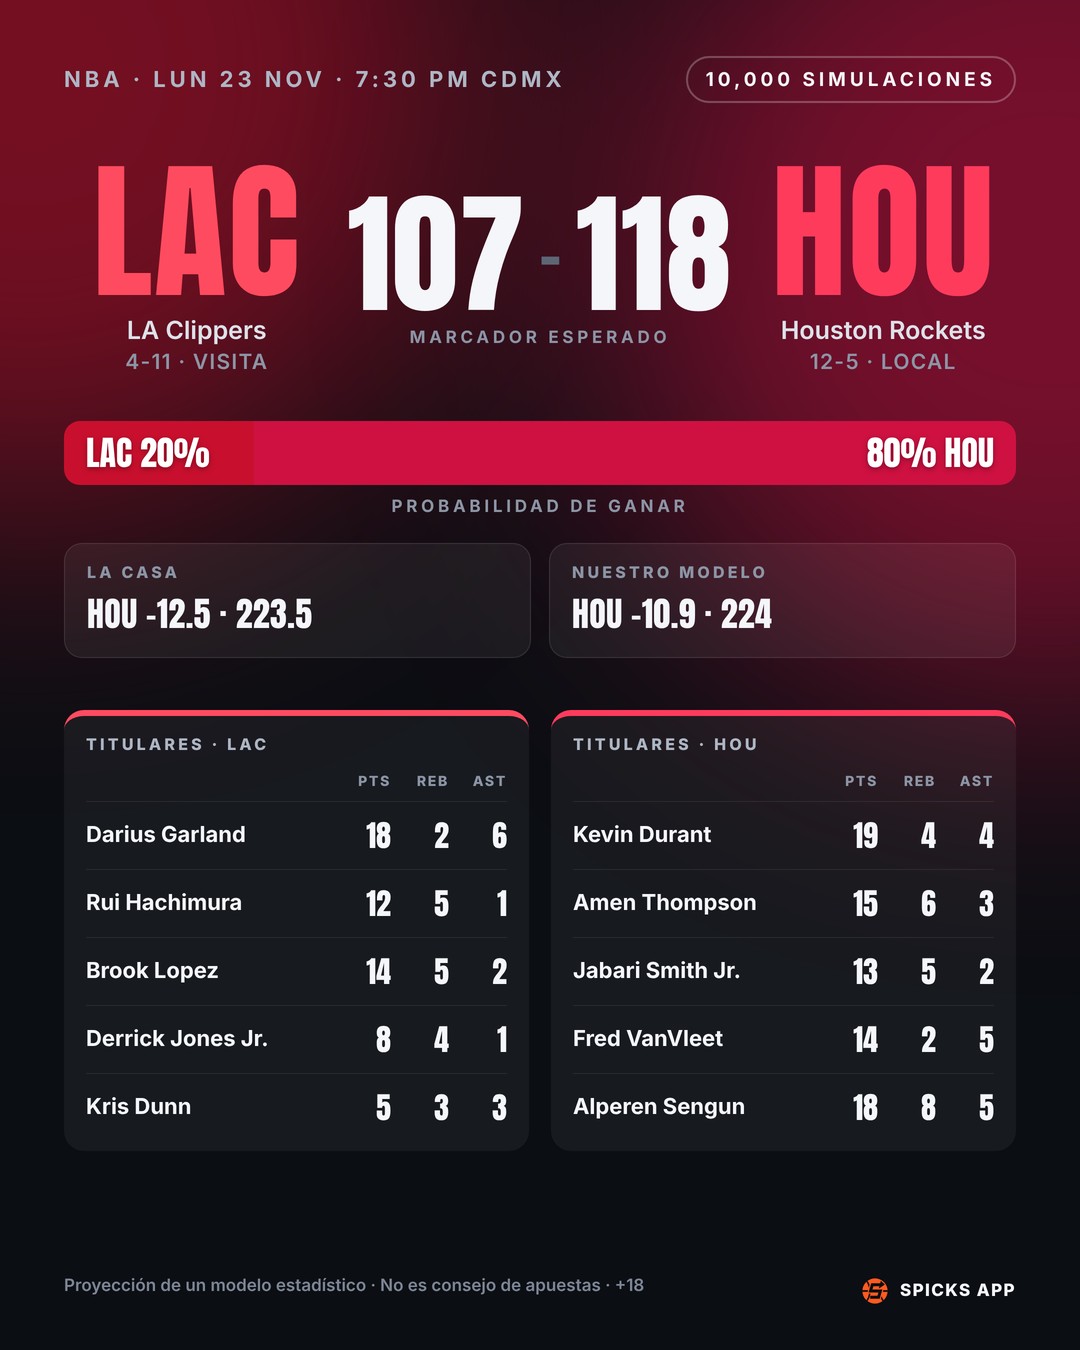 NBA · LUN 23 NOV · 7:30 PM CDMX
10,000 SIMULACIONES
LAC
107 - 118
HOU
LA Clippers
4-11 · VISITA
MARCADOR ESPERADO
Houston Rockets
12-5 · LOCAL
LAC 20%
80% HOU
PROBABILIDAD DE GANAR
LA CASA
HOU -12.5 · 223.5
NUESTRO MODELO
HOU -10.9 · 224
TITULARES · LAC
PTS REB AST
Darius Garland 18 2 6
Rui Hachimura 12 5 1
Brook Lopez 14 5 2
Derrick Jones Jr. 8 4 1
Kris Dunn 5 3 3
TITULARES · HOU
PTS REB AST
Kevin Durant 19 4 4
Amen Thompson 15 6 3
Jabari Smith Jr. 13 5 2
Fred VanVleet 14 2 5
Alperen Sengun 18 8 5
Proyección de un modelo estadístico · No es consejo de apuestas · +18
SPICKS APP